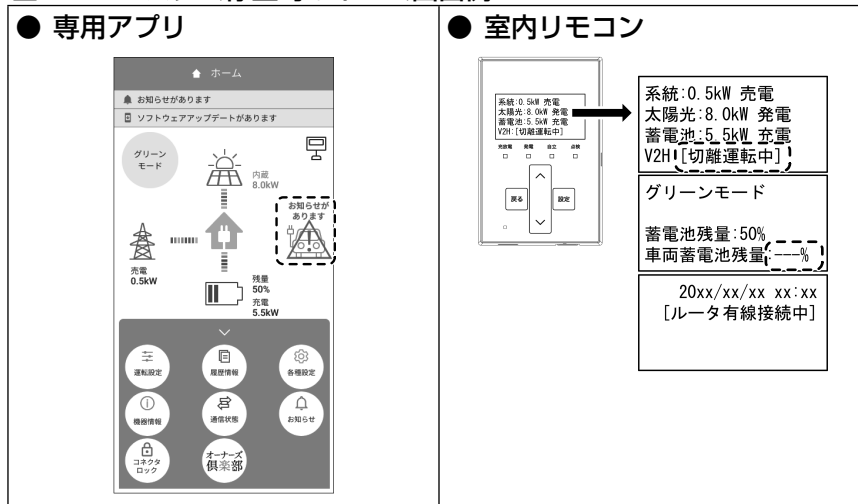 ● 専用アプリ
ホーム
お知らせがあります
ソフトウェアアップデートがあります
グリーン
モード
内蔵
8.0kW
お知らせが
あります
売電
0.5kW
残量
50%
充電
5.5kW
運転設定
履歴情報
各種設定
機器情報
通信状態
お知らせ
コネクタ
ロック
オーナーズ
倶楽部
● 室内リモコン
系統:0.5kW 売電
太陽光:8.0kW 発電
蓄電池:5.5kW 充電
V2H:[切離運転中]
充放電 発電 自立 点検
戻る
設定
系統:0.5kW 売電
太陽光:8.0kW 発電
蓄電池:5.5kW 充電
V2H:[切離運転中]
グリーンモード
蓄電池残量:50%
車両蓄電池残量:---%
20xx/xx/xx xx:xx
[ルータ有線接続中]